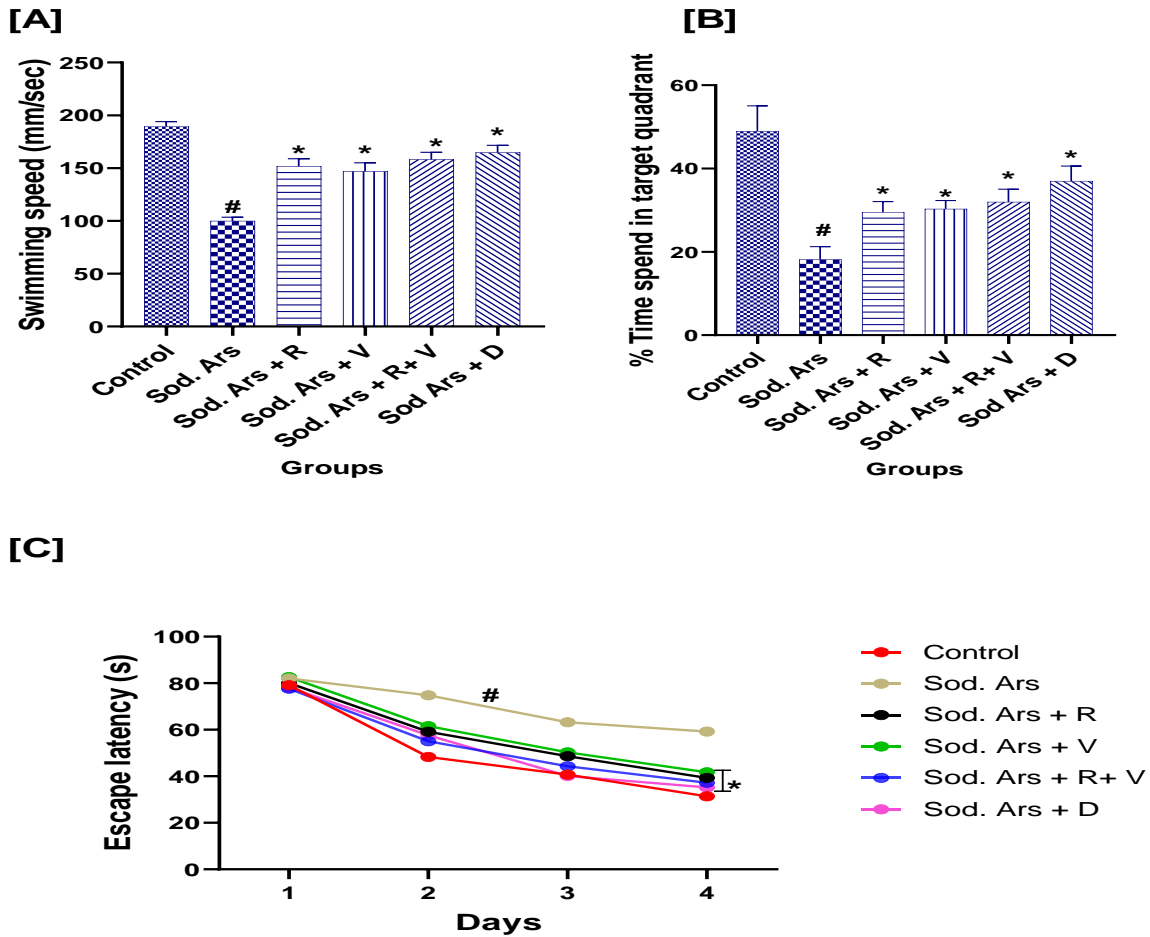 [A]
Swimming speed (mm/sec)
250
200
150
100
50
0
#
*
*
*
*
Control
Sod. Ars
Sod. Ars + R
Sod. Ars + V
Sod. Ars + R+ V
Sod Ars + D
Groups
[B]
% Time spend in target quadrant
60
40
20
0
#
*
*
*
*
Control
Sod. Ars
Sod. Ars + R
Sod. Ars + V
Sod. Ars + R+ V
Sod Ars + D
Groups
[C]
Escape latency (s)
100
80
60
40
20
0
#
*
1 2 3 4
Days
Control
Sod. Ars
Sod. Ars + R
Sod. Ars + V
Sod. Ars + R+ V
Sod. Ars + D